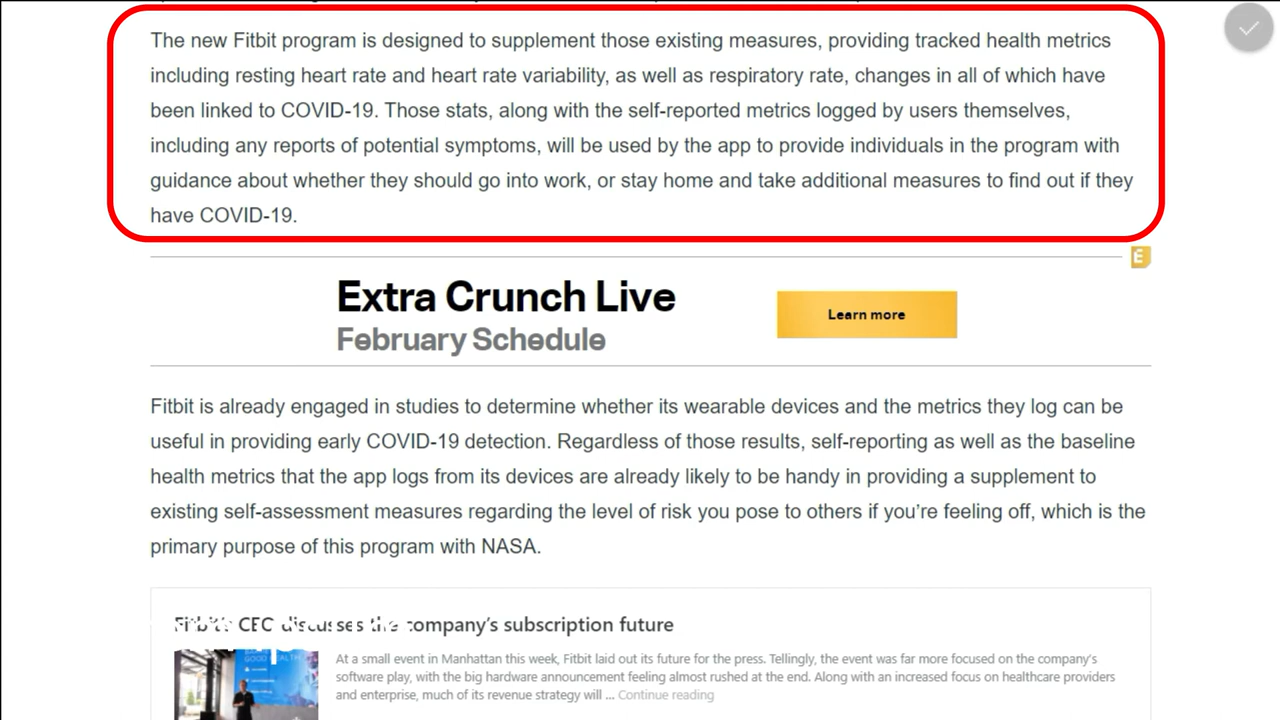 The new Fitbit program is designed to supplement those existing measures, providing tracked health metrics
including resting heart rate and heart rate variability, as well as respiratory rate, changes in all of which have
been linked to COVID-19. Those stats, along with the self-reported metrics logged by users themselves,
including any reports of potential symptoms, will be used by the app to provide individuals in the program with
guidance about whether they should go into work, or stay home and take additional measures to find out if they
have COVID-19.
É
Extra Crunch Live
February Schedule
Learn more
Fitbit is already engaged in studies to determine whether its wearable devices and the metrics they log can be
useful in providing early COVID-19 detection. Regardless of those results, self-reporting as well as the baseline
health metrics that the app logs from its devices are already likely to be handy in providing a supplement to
existing self-assessment measures regarding the level of risk you pose to others if you’re feeling off, which is the
primary purpose of this program with NASA.
CEO discusses the company’s subscription future
GOOD HEALTH
At a small event in Manhattan this week, Fitbit laid out its future for the press. Tellingly, the event was far more focused on the company’s
software play, with the big hardware announcement feeling almost rushed at the end. Along with an increased focus on healthcare providers
and enterprise, much of its revenue strategy will ... Continue reading